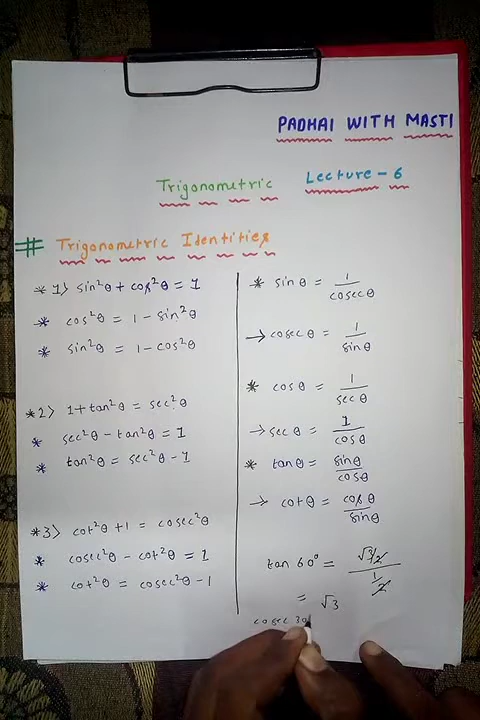 PADHAI WITH MASTI
Trigonometric Lecture-6
# Trigonometric Identities
* 1> sin²θ + cos²θ = 1
* cos²θ = 1 - sin²θ
* sin²θ = 1 - cos²θ
*2> 1 + tan²θ = sec²θ
* sec²θ - tan²θ = 1
* tan²θ = sec²θ - 1
*3> cot²θ + 1 = cosec²θ
* cosec²θ - cot²θ = 1
* cot²θ = cosec²θ - 1
* sinθ = 1/cosecθ
→ cosecθ = 1/sinθ
* cosθ = 1/secθ
→ secθ = 1/cosθ
* tanθ = sinθ/cosθ
→ cotθ = cosθ/sinθ
tan 60° = (√3/2)/(1/2)
= √3
cosec 30